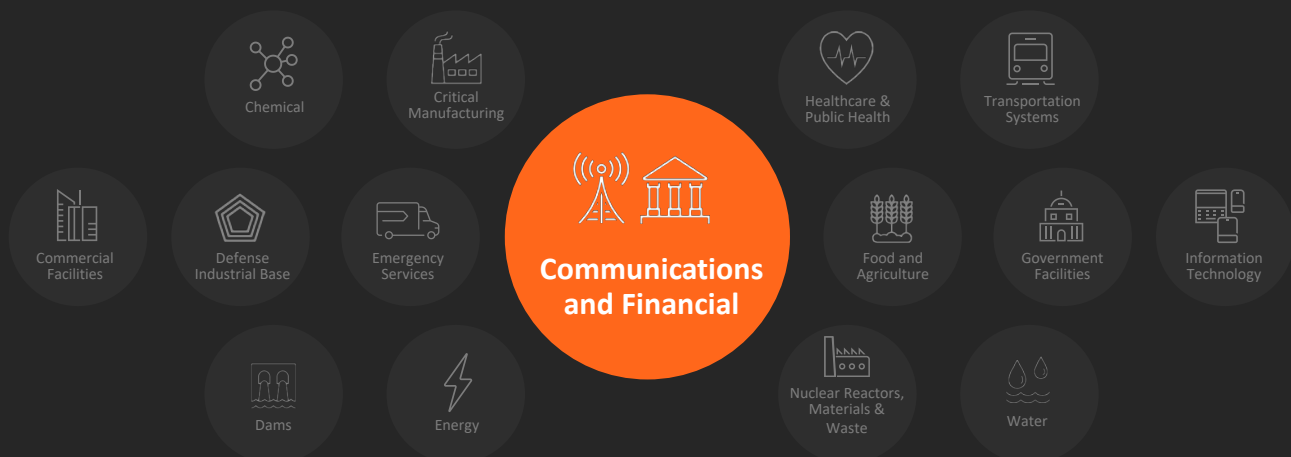 Chemical
Critical
Manufacturing
Healthcare &
Public Health
Transportation
Systems
Commercial
Facilities
Defense
Industrial Base
Emergency
Services
Communications
and Financial
Food and
Agriculture
Government
Facilities
Information
Technology
Dams
Energy
Nuclear Reactors,
Materials &
Waste
Water